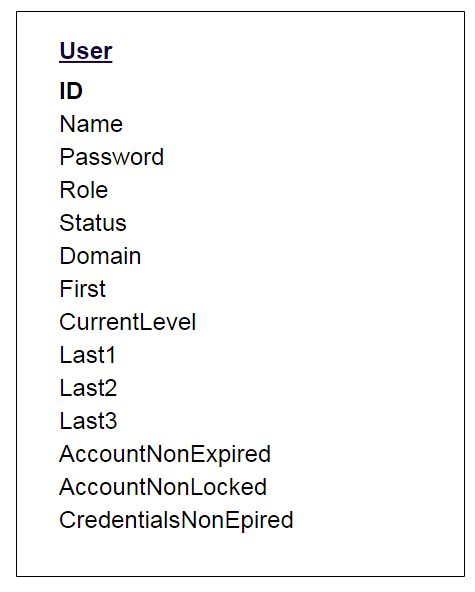 User
ID
Name
Password
Role
Status
Domain
First
CurrentLevel
Last1
Last2
Last3
AccountNonExpired
AccountNonLocked
CredentialsNonEpired